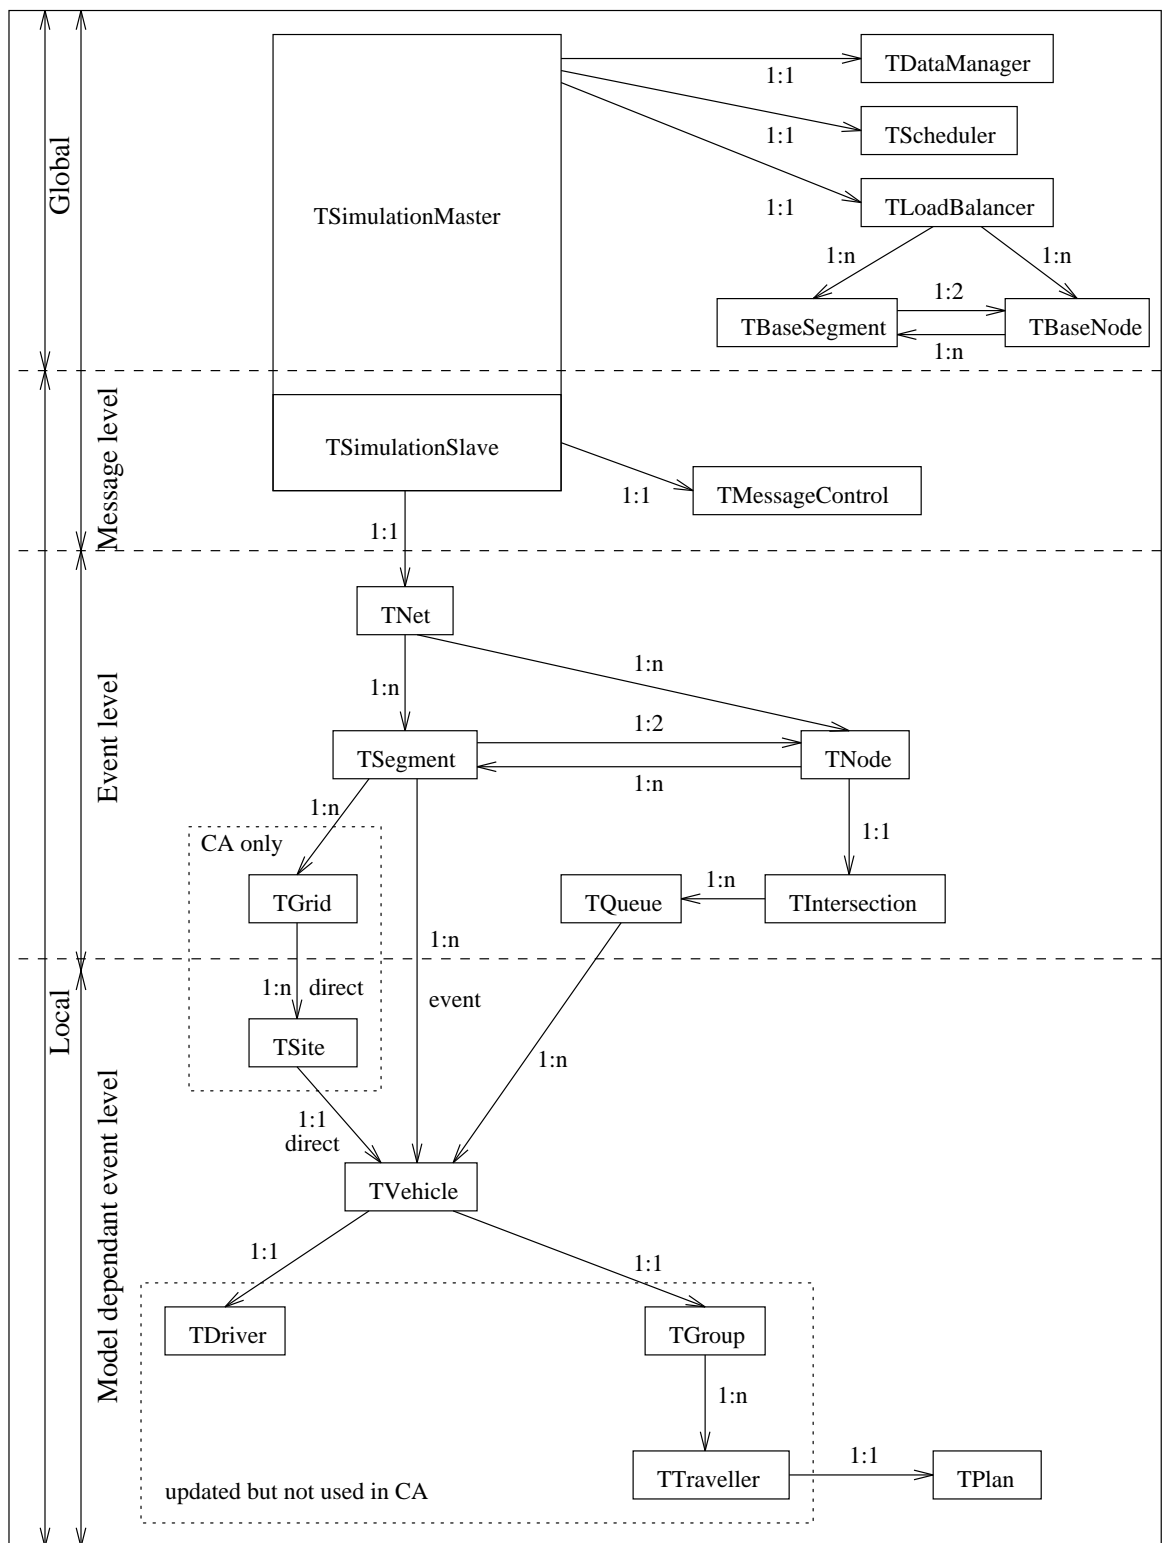 TDataManager
1:1
Global
1:1
TScheduler
TSimulationMaster
1:1
TLoadBalancer
1:n
1:n
1:2
TBaseSegment
TBaseNode
1:n
Message level
TSimulationSlave
1:1
TMessageControl
1:1
TNet
1:n
1:n
Event level
1:2
TSegment
TNode
1:n
1:n
CA only
1:1
TGrid
1:n
TQueue
TIntersection
1:n
Local
1:n
direct
event
TSite
1:n
1:1
direct
Model dependant event level
TVehicle
1:1
1:1
TDriver
TGroup
1:n
1:1
TTraveller
TPlan
updated but not used in CA